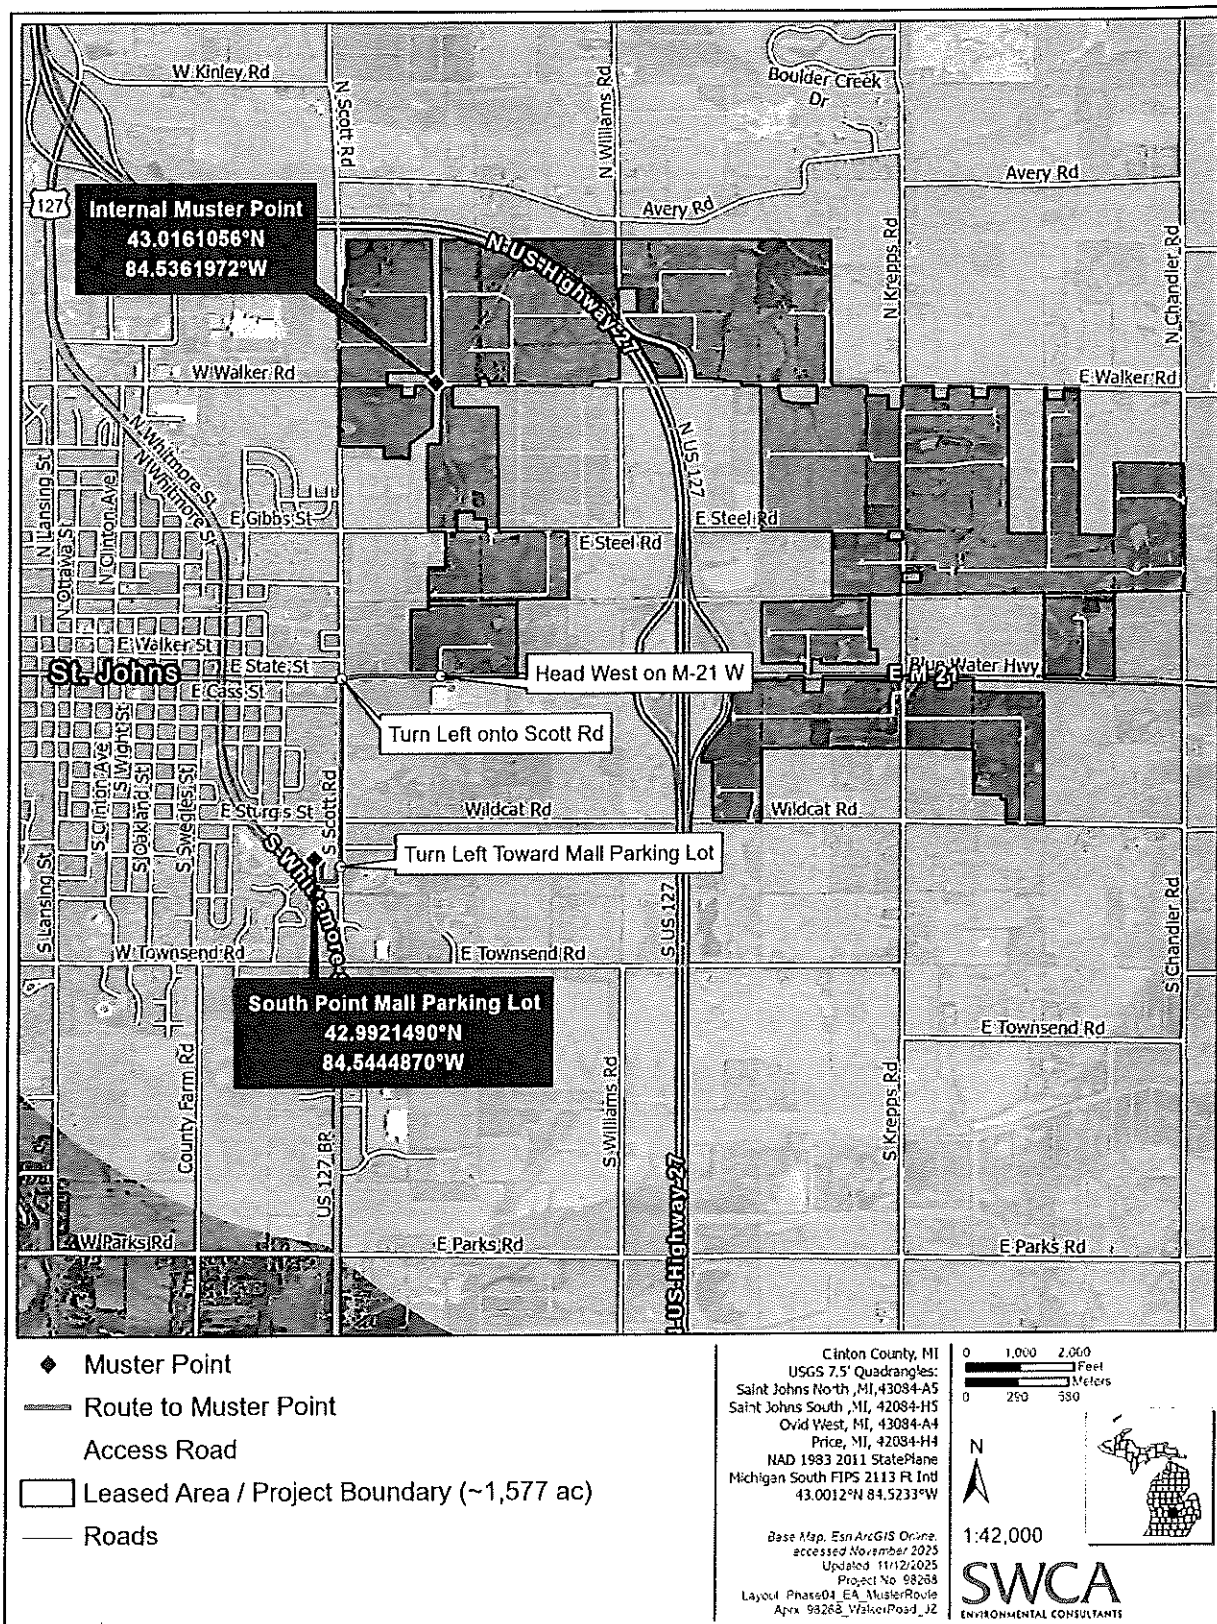 W Kinley Rd
N Scott Rd
N Williams Rd
Boulder Creek
Dr
Avery Rd
Avery Rd
127
Internal Muster Point
43.0161056°N
84.5361972°W
N-US-Highway-27
N Krepps Rd
N Chandler Rd
W Walker Rd
E Walker Rd
N Whitmore St
N Whitmore St
N US 127
N Lansing St
N Ottawa St
N Clinton Ave
E Gibbs St
E Steel Rd
E Steel Rd
E Walker St
E State St
St. Johns
E Cass St
Head West on M-21 W
Blue Water Hwy
E M-21
Turn Left onto Scott Rd
S Clinton Ave
S Wight St
S Oakland St
S Swegles St
E Sturgis St
S Scott Rd
Wildcat Rd
Wildcat Rd
Turn Left Toward Mall Parking Lot
S-Whittemore
S Lansing St
S US 127
S Chandler Rd
W Townsend Rd
E Townsend Rd
South Point Mall Parking Lot
42.9921490°N
84.5444870°W
E Townsend Rd
County Farm Rd
US 127 BR
S Williams Rd
S Krepps Rd
-US-Highway-27
W Parks Rd
E Parks Rd
E Parks Rd
Muster Point
Route to Muster Point
Access Road
Leased Area / Project Boundary (~1,577 ac)
Roads
Clinton County, MI
USGS 7.5' Quadrangles:
Saint Johns North ,MI,43084-A5
Saint Johns South ,MI, 42084-H5
Ovid West, MI, 43084-A4
Price, MI, 42084-H4
NAD 1983 2011 StatePlane
Michigan South FIPS 2113 Ft Intl
43.0012°N 84.5233°W
Base Map: Esri ArcGIS Online,
accessed November 2025
Updated: 11/12/2025
Project No. 98268
Layout: Phase04_EA_MusterRoute
Aprx: 98268_WalkerRoad_J2
0 1,000 2,000
Feet
Meters
0 290 580
N
1:42,000
SWCA
ENVIRONMENTAL CONSULTANTS